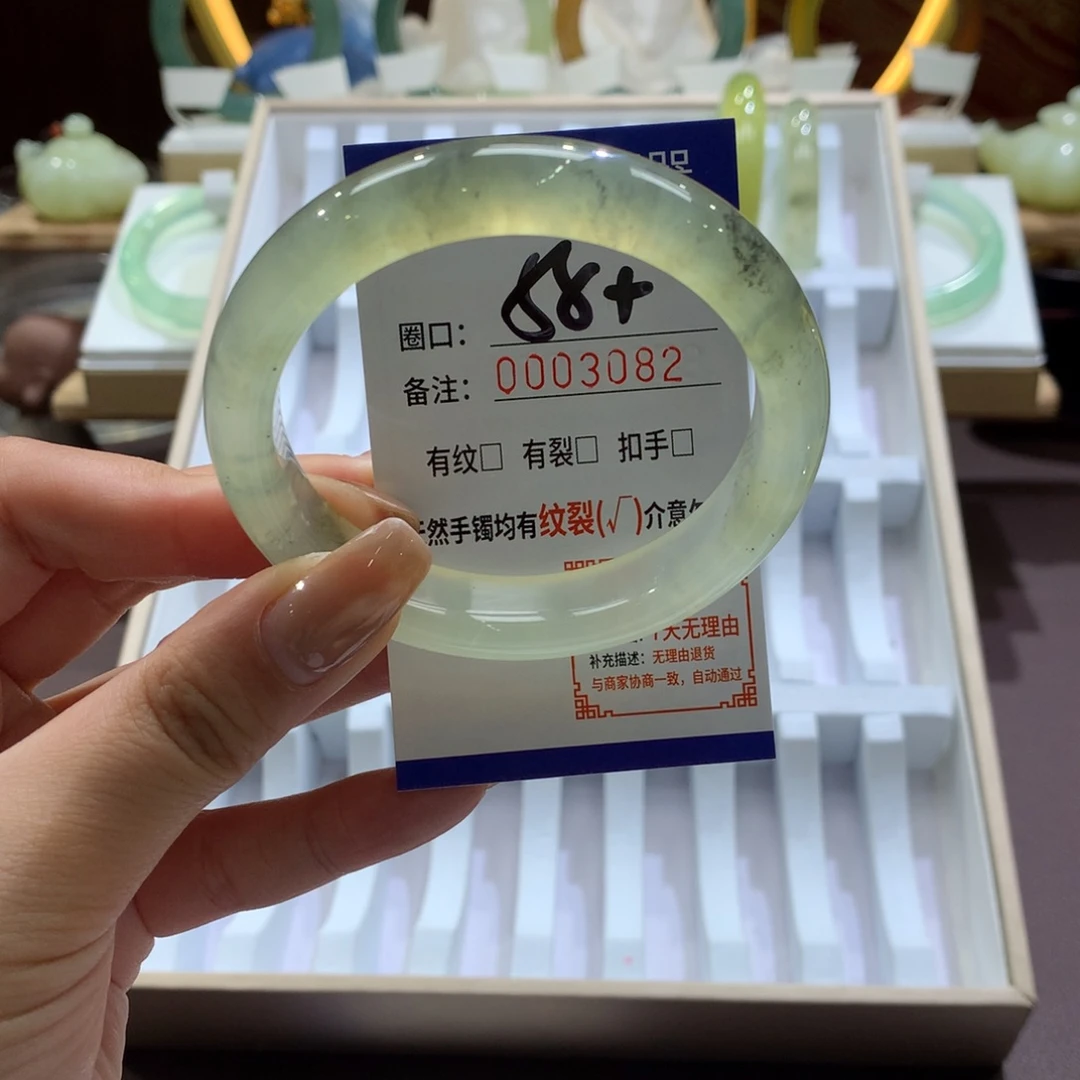 圈口: 58+
备注: 0003082
有纹□ 有裂□ 扣手□
然手镯均有纹裂(√)介意
天无理由
补充描述: 无理由退货
与商家协商一致, 自动通过